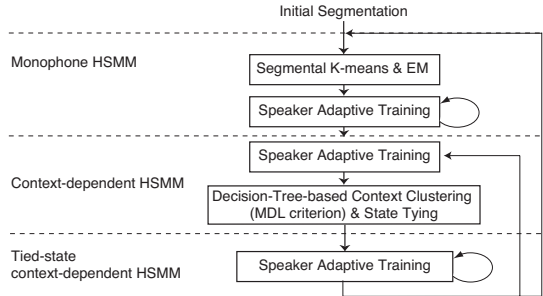 Initial Segmentation
Monophone HSMM
Segmental K-means & EM
Speaker Adaptive Training
Speaker Adaptive Training
Context-dependent HSMM
Decision-Tree-based Context Clustering
(MDL criterion) & State Tying
Tied-state
context-dependent HSMM
Speaker Adaptive Training